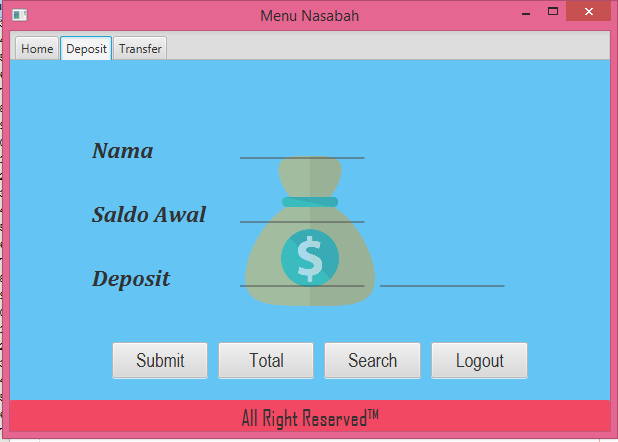 Menu Nasabah
Home Deposit Transfer
Nama
Saldo Awal
$
Deposit
Submit Total Search Logout
All Right Reserved™